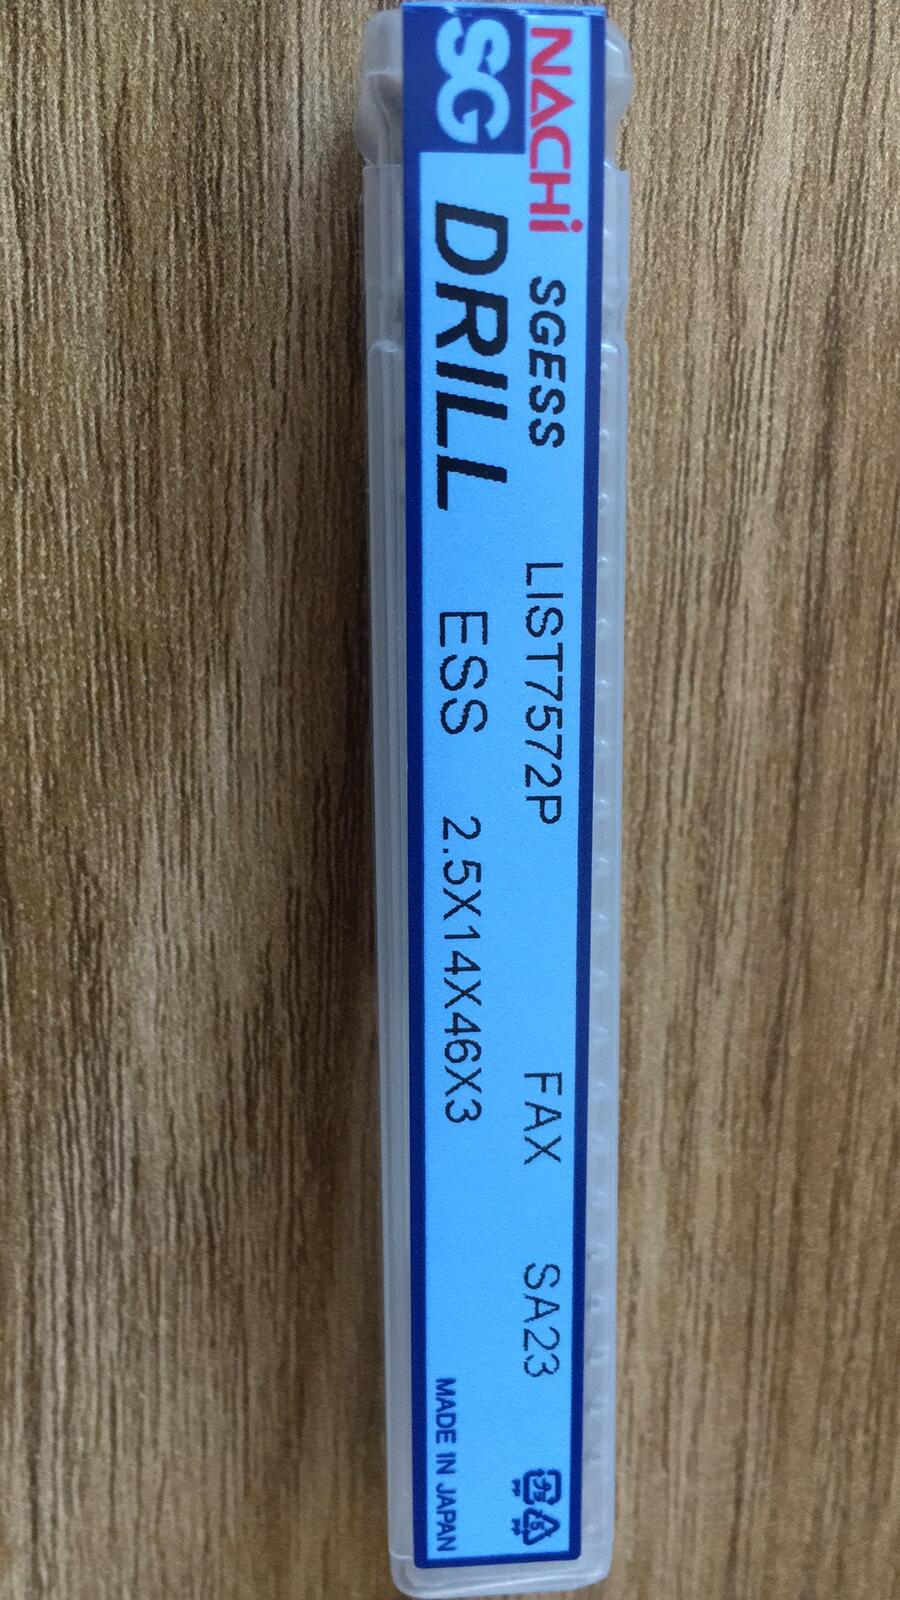 NACHi SGESS LIST7572P FAX SA23
SG DRILL ESS 2.5X14X46X3 MADE IN JAPAN